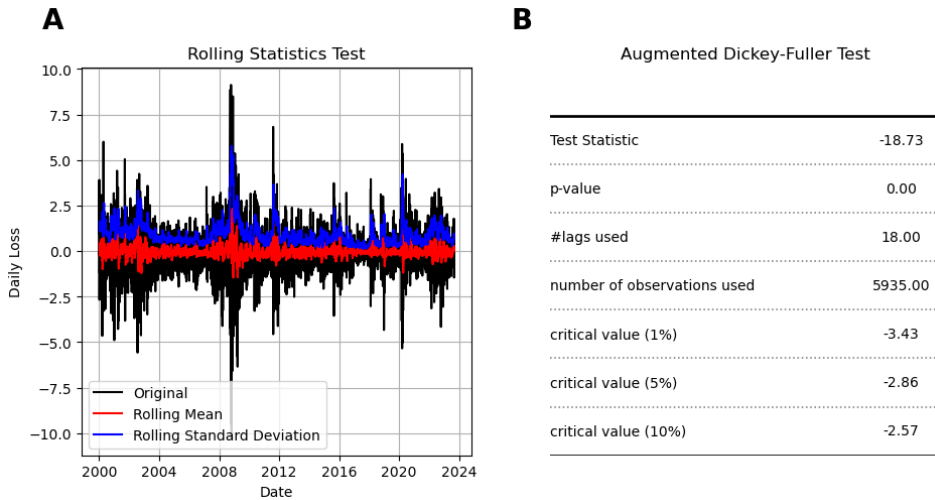 A
Rolling Statistics Test
10.0
7.5
5.0
2.5
0.0
−2.5
−5.0
−7.5
−10.0
Daily Loss
Original
Rolling Mean
Rolling Standard Deviation
2000 2004 2008 2012 2016 2020 2024
Date
B
Augmented Dickey-Fuller Test
Test Statistic -18.73
p-value 0.00
#lags used 18.00
number of observations used 5935.00
critical value (1%) -3.43
critical value (5%) -2.86
critical value (10%) -2.57